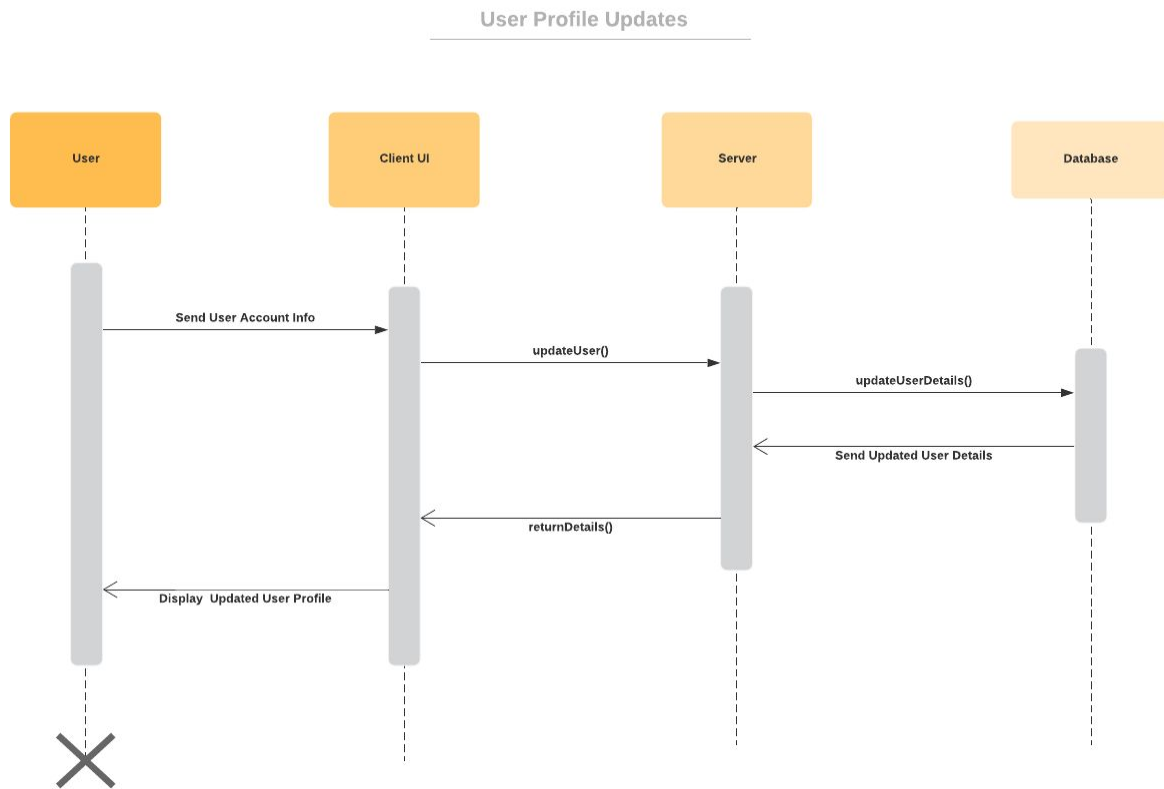 User Profile Updates
User
Client UI
Server
Database
Send User Account Info
updateUser()
updateUserDetails()
Send Updated User Details
returnDetails()
Display  Updated User Profile